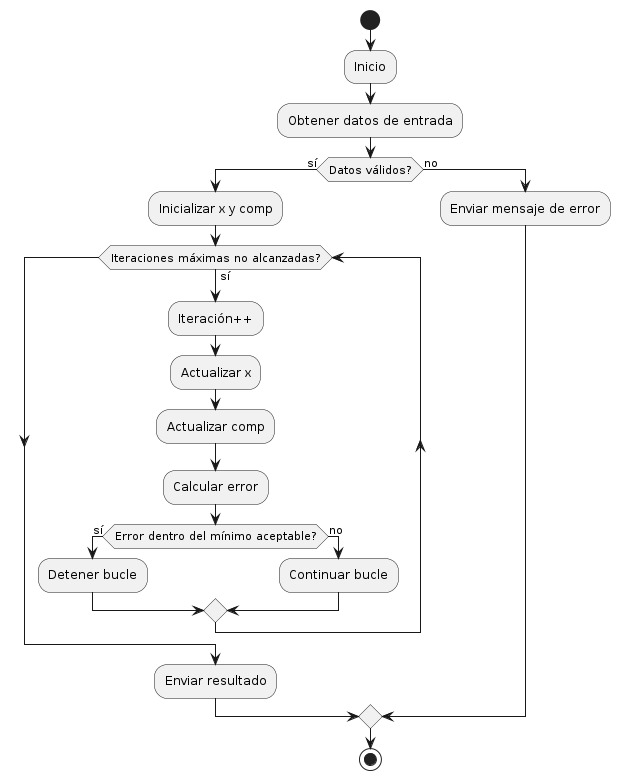 Inicio
Obtener datos de entrada
sí
Datos válidos?
no
Inicializar x y comp
Enviar mensaje de error
Iteraciones máximas no alcanzadas?
sí
Iteración++
Actualizar x
Actualizar comp
Calcular error
sí
Error dentro del mínimo aceptable?
no
Detener bucle
Continuar bucle
Enviar resultado